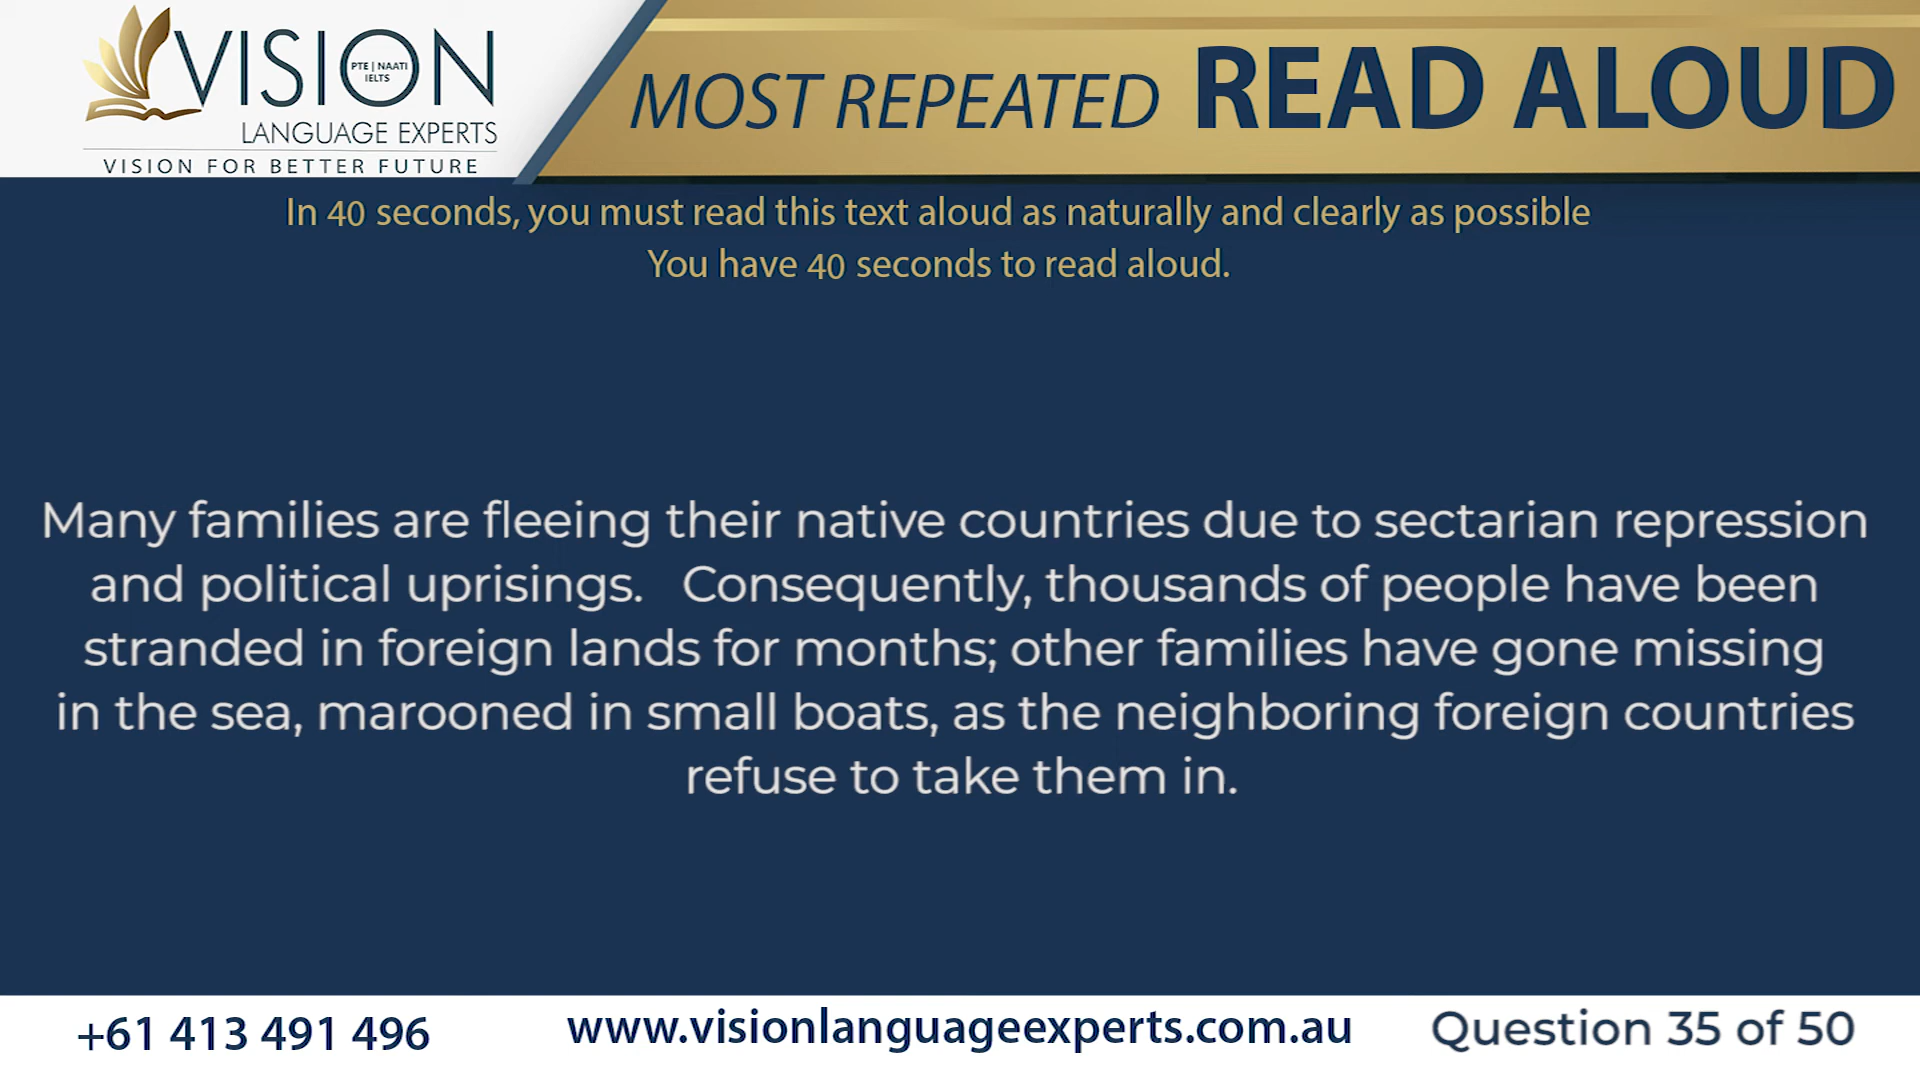 VISION
PTE | NAATI
IELTS
LANGUAGE EXPERTS
VISION FOR BETTER FUTURE
MOST REPEATED READ ALOUD
In 40 seconds, you must read this text aloud as naturally and clearly as possible
You have 40 seconds to read aloud.
Many families are fleeing their native countries due to sectarian repression
and political uprisings. Consequently, thousands of people have been
stranded in foreign lands for months; other families have gone missing
in the sea, marooned in small boats, as the neighboring foreign countries
refuse to take them in.
+61 413 491 496
www.visionlanguageexperts.com.au
Question 35 of 50